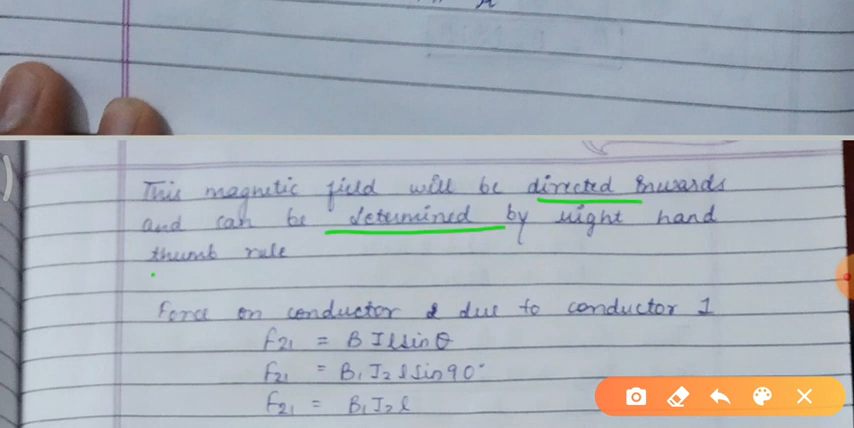 This magnetic field will be directed inwards
and can be determined by right hand
thumb rule
Force on conductor 2 due to conductor 1
F21 = B I l sin θ
F21 = B1 I2 l sin 90°
F21 = B1 I2 l